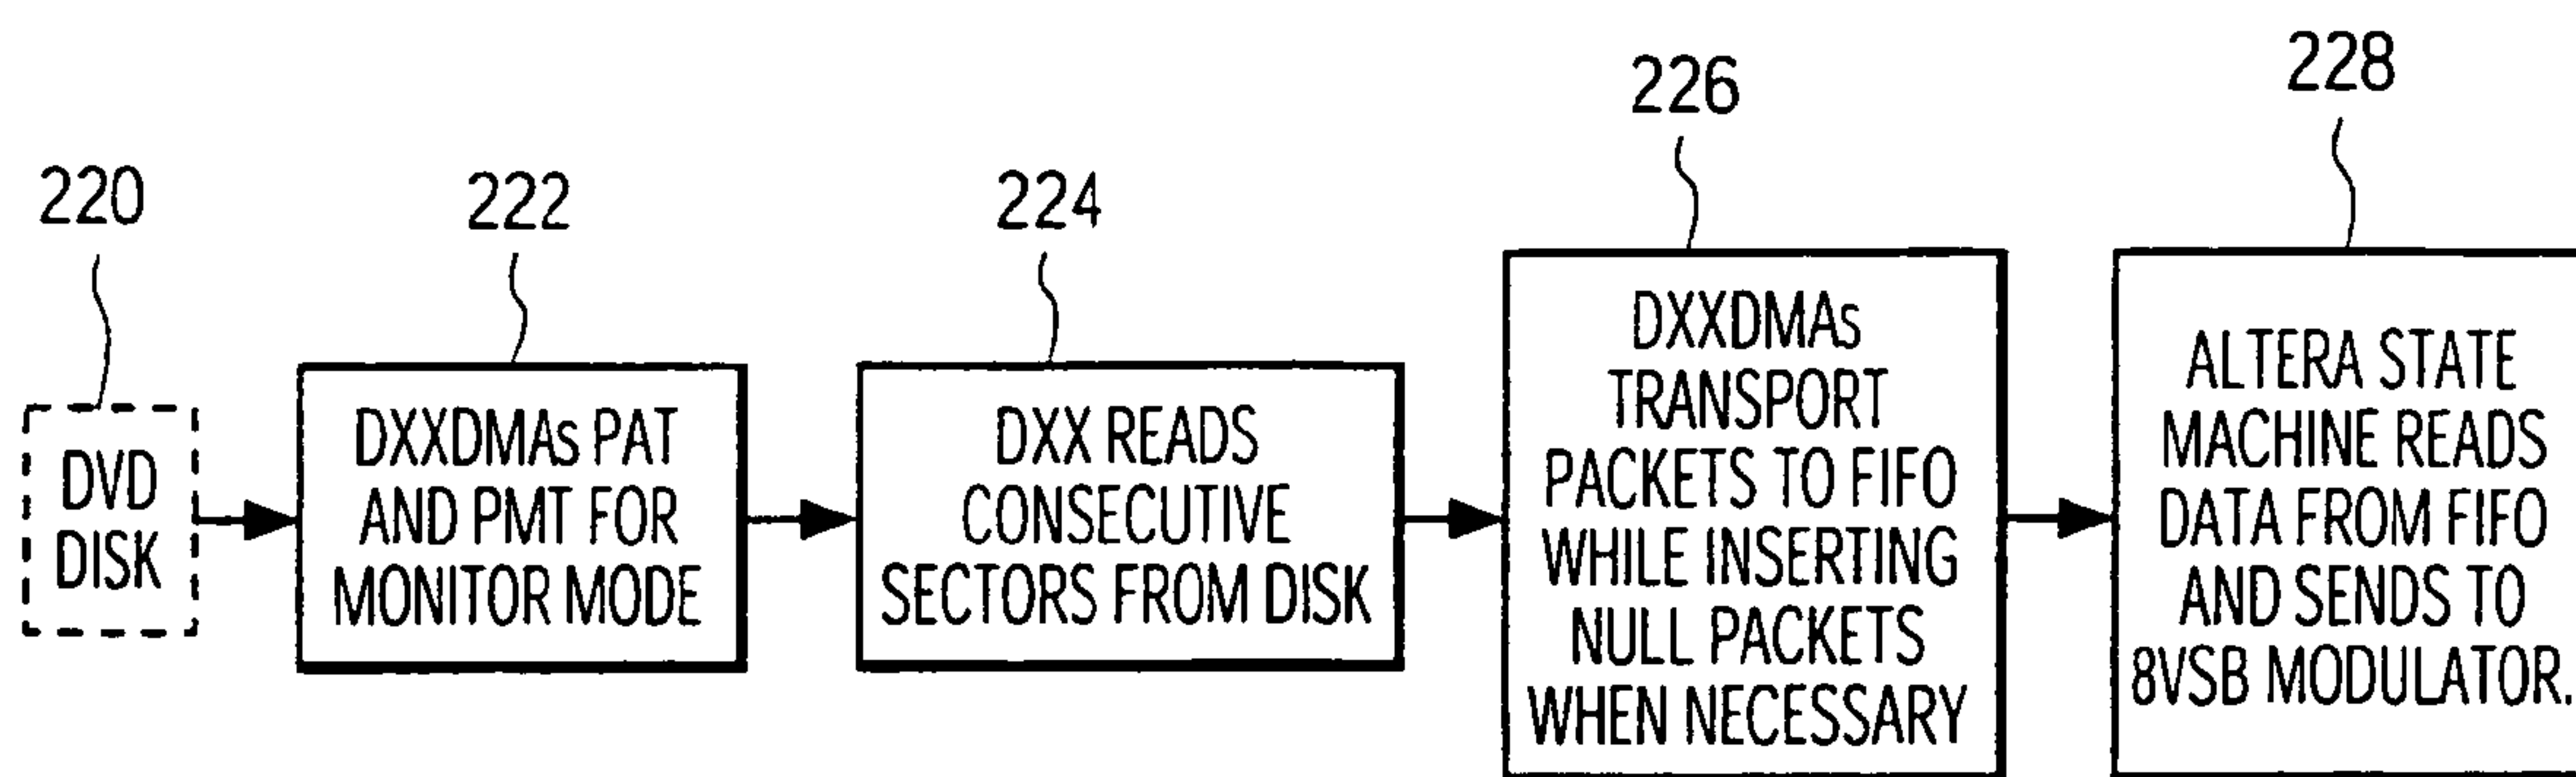 220
DVD
DISK
222
DXXDMAs PAT
AND PMT FOR
MONITOR MODE
224
DXX READS
CONSECUTIVE
SECTORS FROM DISK
226
DXXDMAs
TRANSPORT
PACKETS TO FIFO
WHILE INSERTING
NULL PACKETS
WHEN NECESSARY
228
ALTERA STATE
MACHINE READS
DATA FROM FIFO
AND SENDS TO
8VSB MODULATOR.